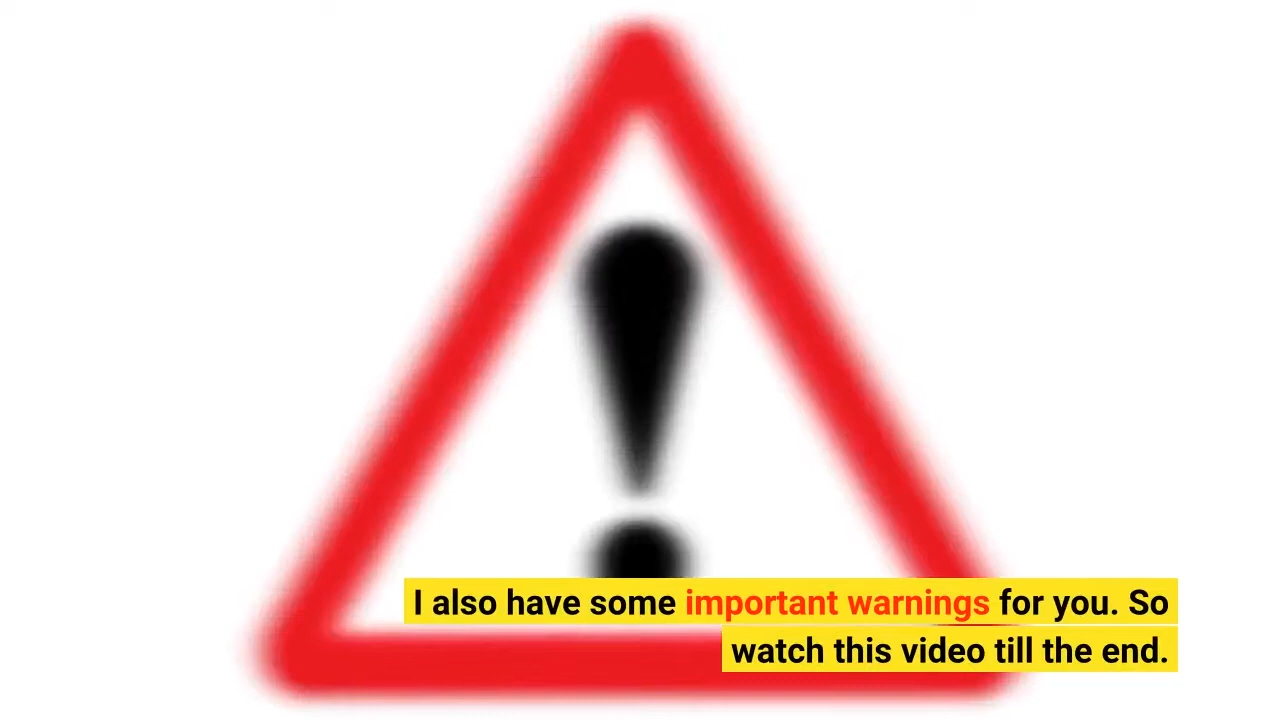 I also have some important warnings for you. So
watch this video till the end.